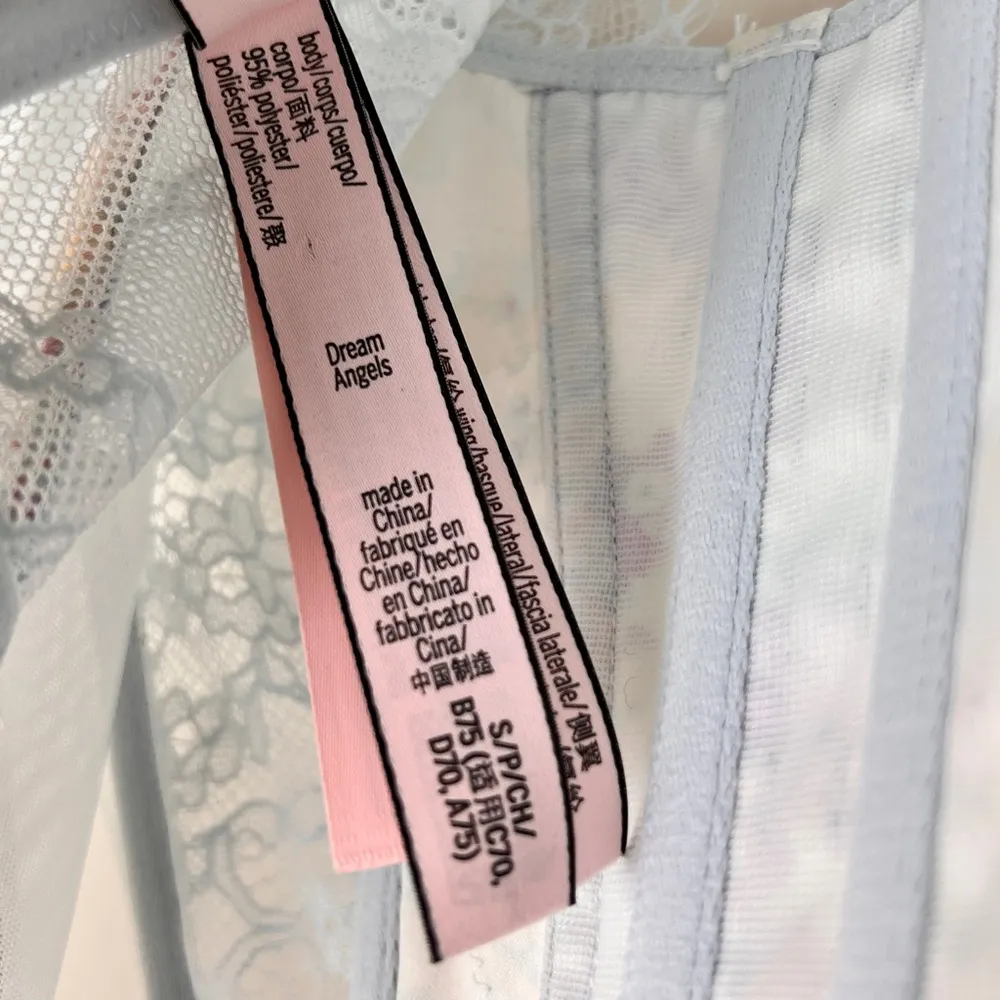 body/corps/cuerpo/
corpo/面料
95% polyester/
poliéster/poliestere/聚
Dream
Angels
made in
China/
fabriqué en
Chine/hecho
en China/
fabbricato in
Cina/
中国制造
S/P/CH/
B75 (适用C70,
D70, A75)
wing/basque/lateral/fascia laterale/侧翼